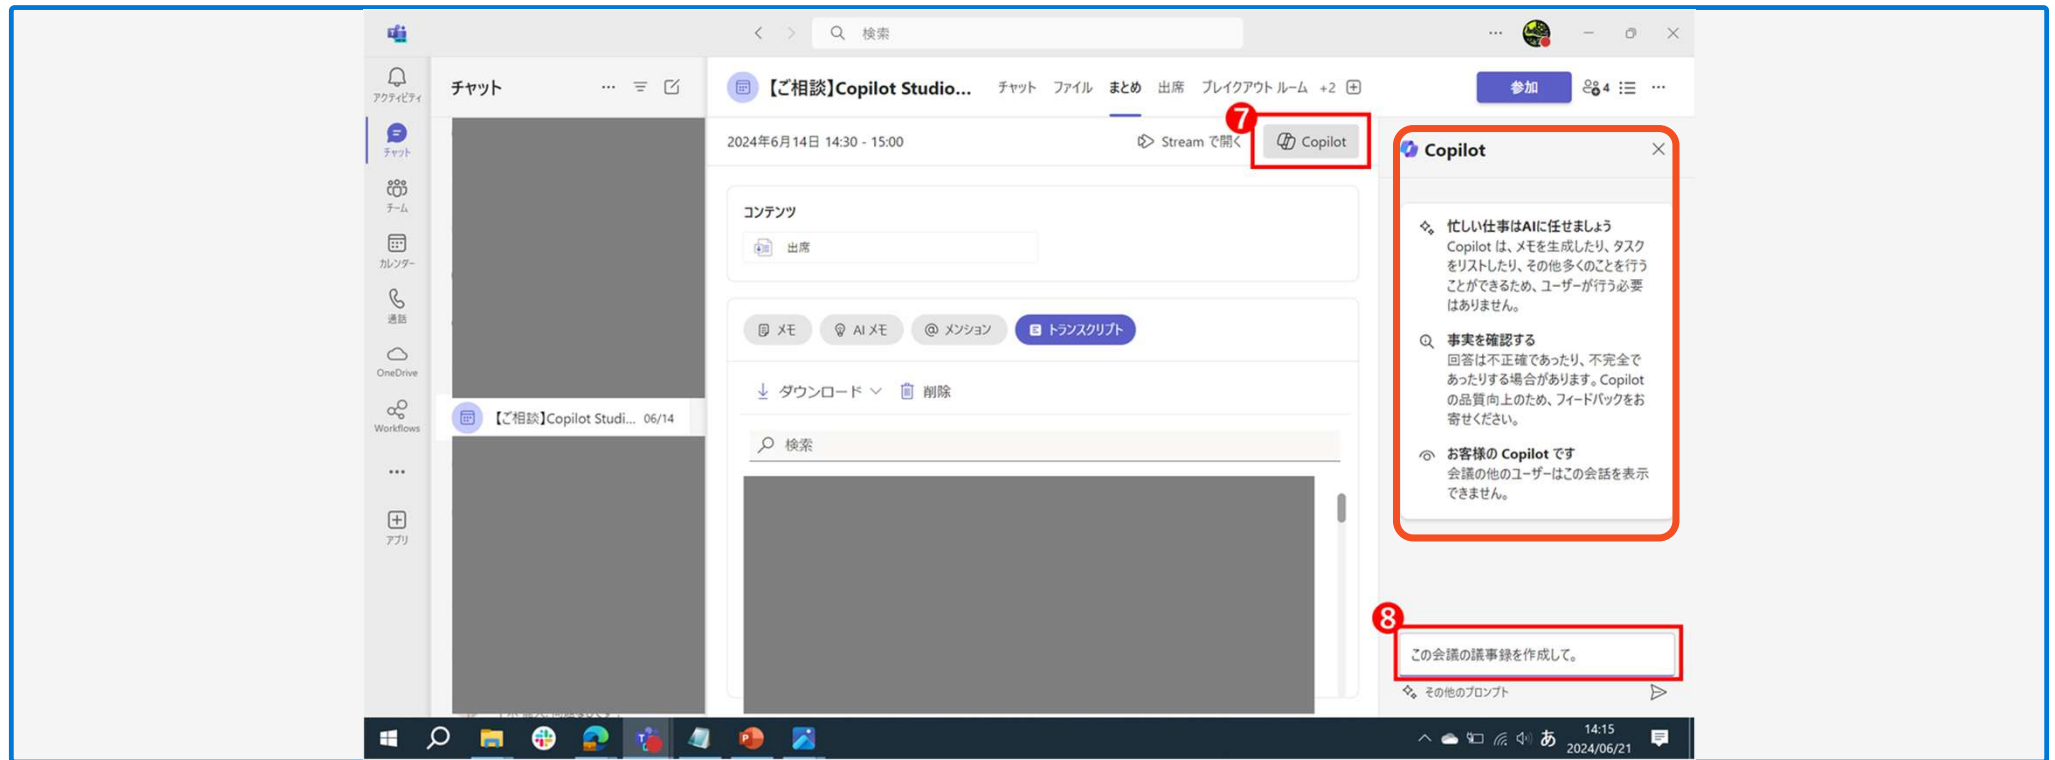 検索
アクティビティ
チャット
チーム
カレンダー
通話
OneDrive
Workflows
アプリ
チャット
【ご相談】Copilot Studi... 06/14
【ご相談】Copilot Studio...
チャット ファイル まとめ 出席 ブレイクアウト ルーム +2
参加
4
2024年6月14日 14:30 - 15:00
Stream で開く
7
Copilot
コンテンツ
出席
メモ
AI メモ
メンション
トランスクリプト
ダウンロード
削除
検索
Copilot
忙しい仕事はAIに任せましょう
Copilot は、メモを生成したり、タスク
をリストしたり、その他多くのことを行う
ことができるため、ユーザーが行う必要
はありません。
事実を確認する
回答は不正確であったり、不完全で
あったりする場合があります。Copilot
の品質向上のため、フィードバックをお
寄せください。
お客様の Copilot です
会議の他のユーザーはこの会話を表示
できません。
8
この会議の議事録を作成して。
その他のプロンプト
あ
14:15
2024/06/21